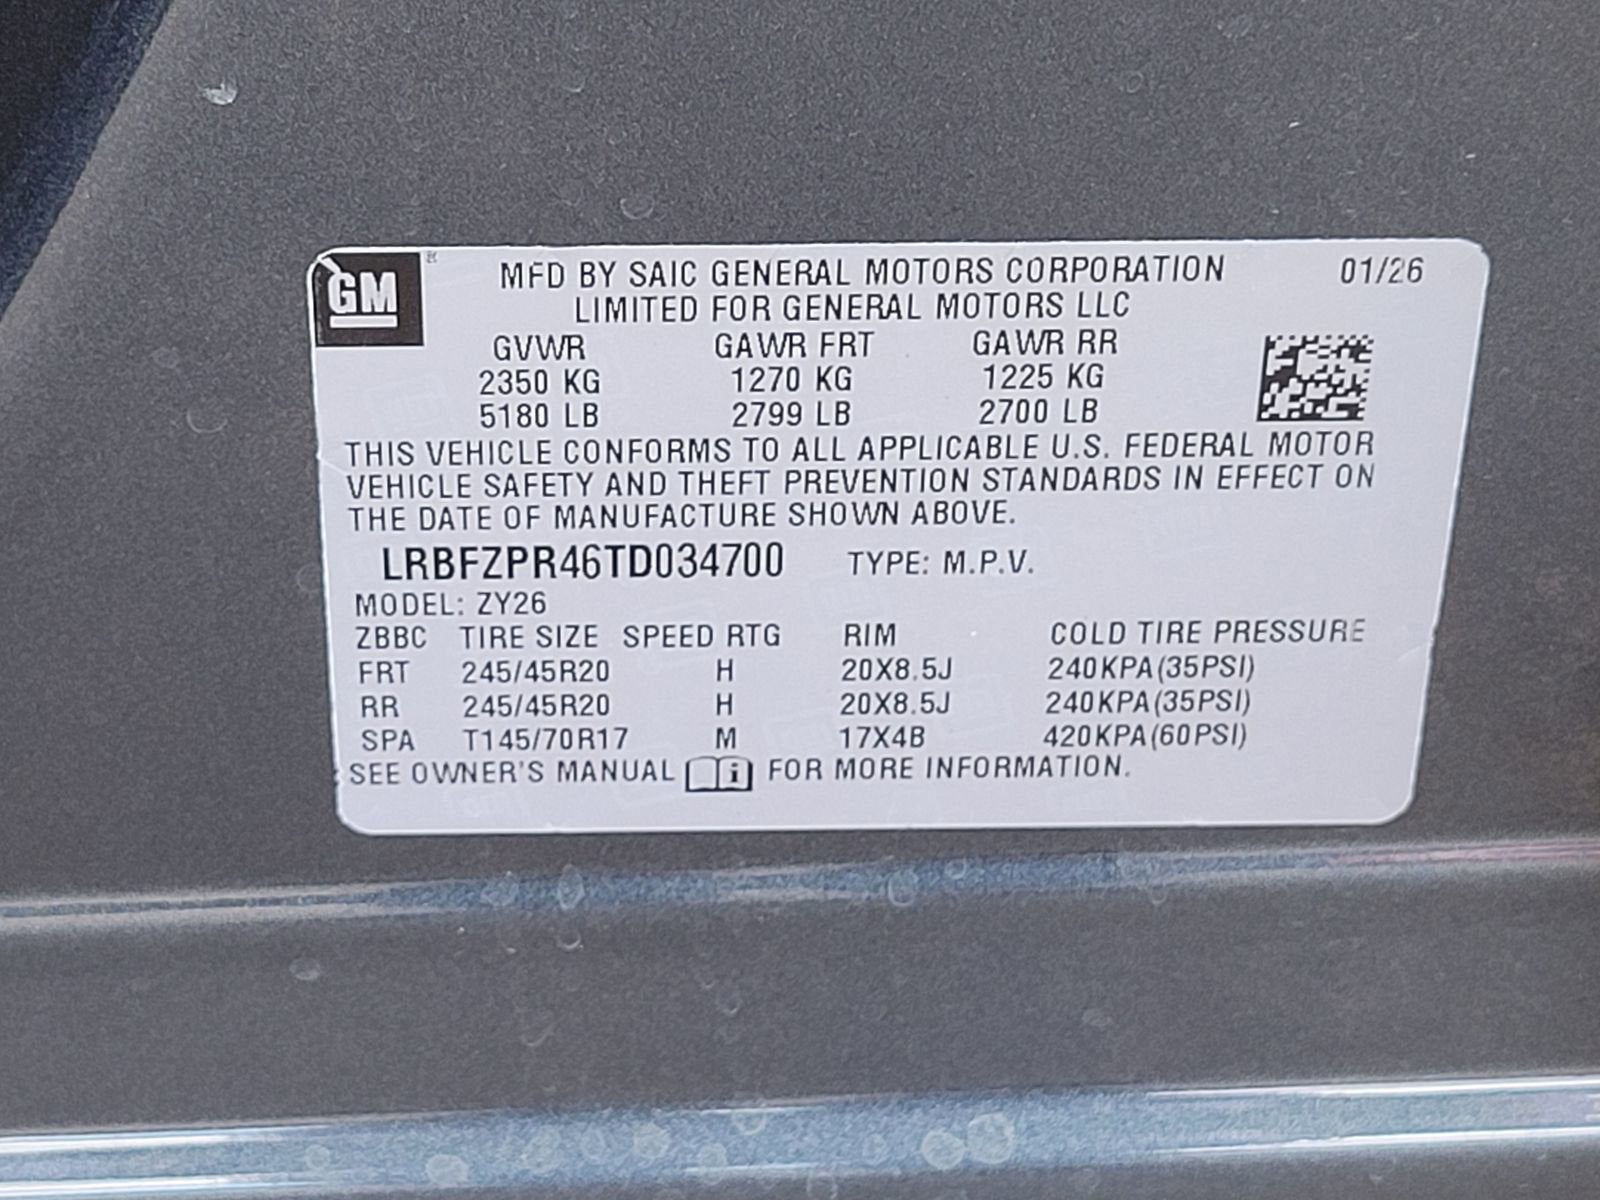 GM ® MFD BY SAIC GENERAL MOTORS CORPORATION 01/26
LIMITED FOR GENERAL MOTORS LLC
GVWR GAWR FRT GAWR RR
2350 KG 1270 KG 1225 KG
5180 LB 2799 LB 2700 LB
THIS VEHICLE CONFORMS TO ALL APPLICABLE U.S. FEDERAL MOTOR
VEHICLE SAFETY AND THEFT PREVENTION STANDARDS IN EFFECT ON
THE DATE OF MANUFACTURE SHOWN ABOVE.
LRBFZPR46TD034700 TYPE: M.P.V.
MODEL: ZY26
ZBBC TIRE SIZE SPEED RTG RIM COLD TIRE PRESSURE
FRT 245/45R20 H 20X8.5J 240KPA(35PSI)
RR 245/45R20 H 20X8.5J 240KPA(35PSI)
SPA T145/70R17 M 17X4B 420KPA(60PSI)
SEE OWNER'S MANUAL i FOR MORE INFORMATION.